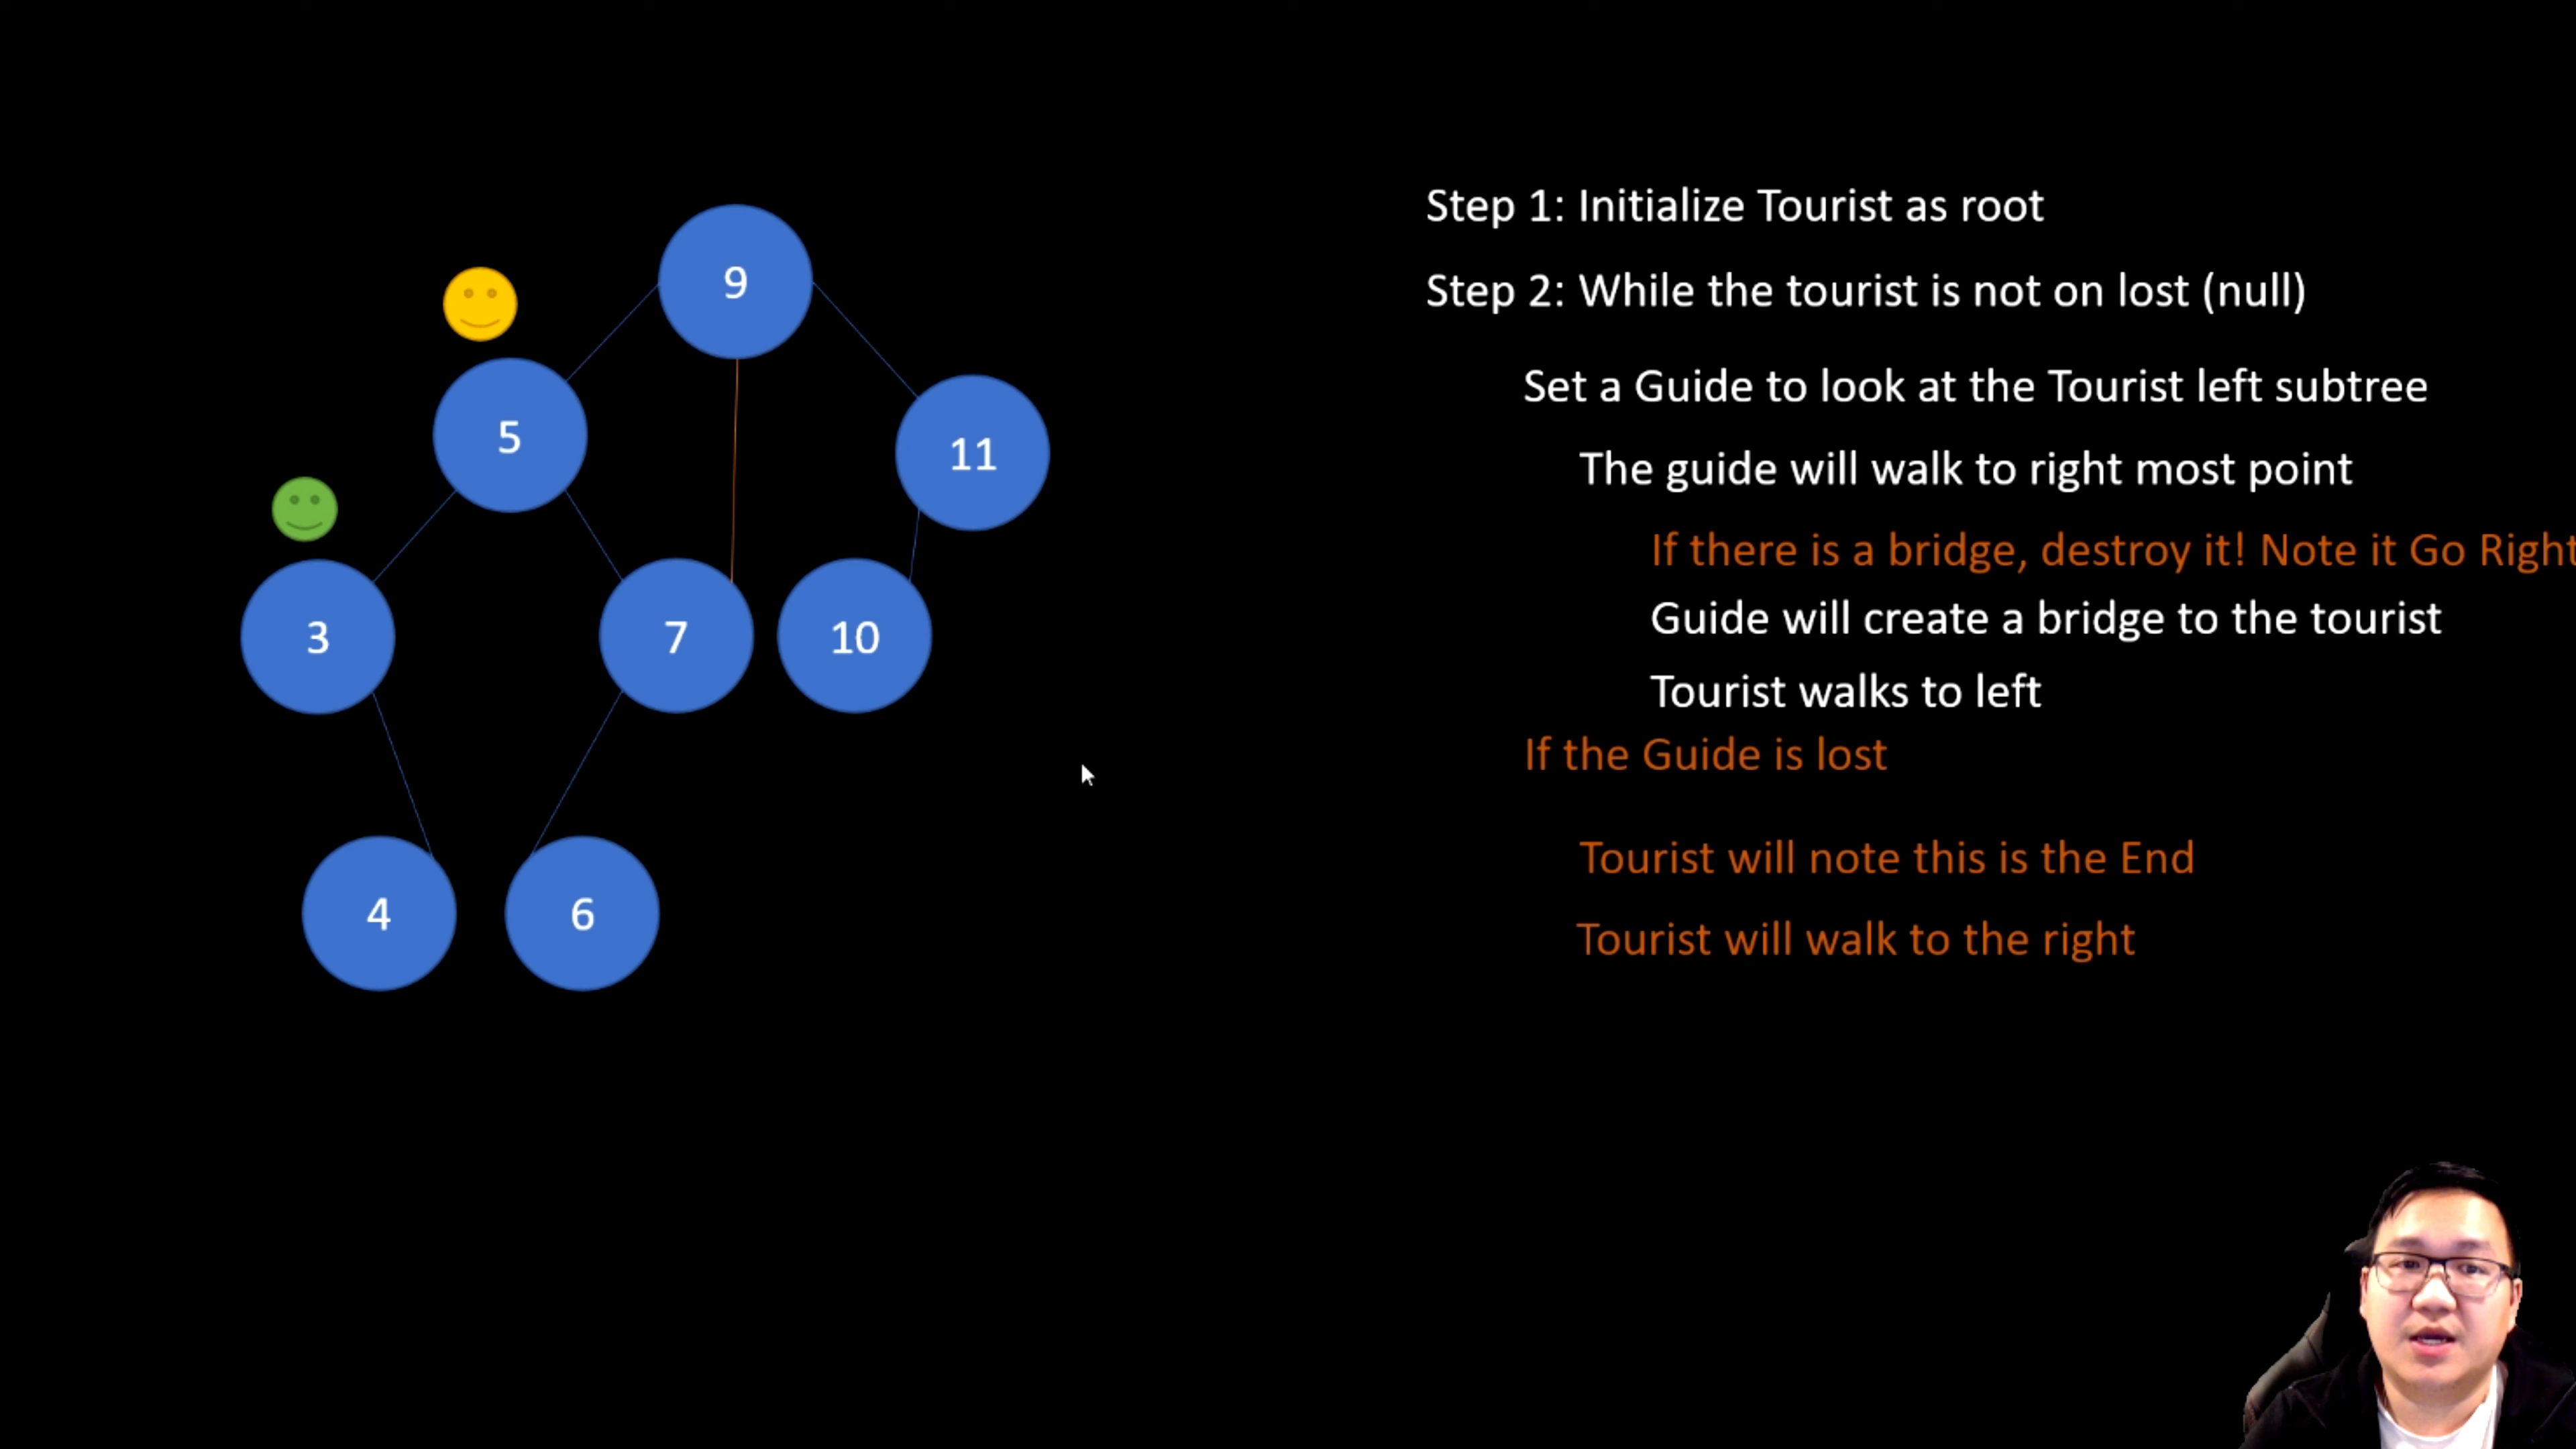 9
5
11
3
7
10
4
6
Step 1: Initialize Tourist as root
Step 2: While the tourist is not on lost (null)
Set a Guide to look at the Tourist left subtree
The guide will walk to right most point
If there is a bridge, destroy it! Note it Go Right
Guide will create a bridge to the tourist
Tourist walks to left
If the Guide is lost
Tourist will note this is the End
Tourist will walk to the right